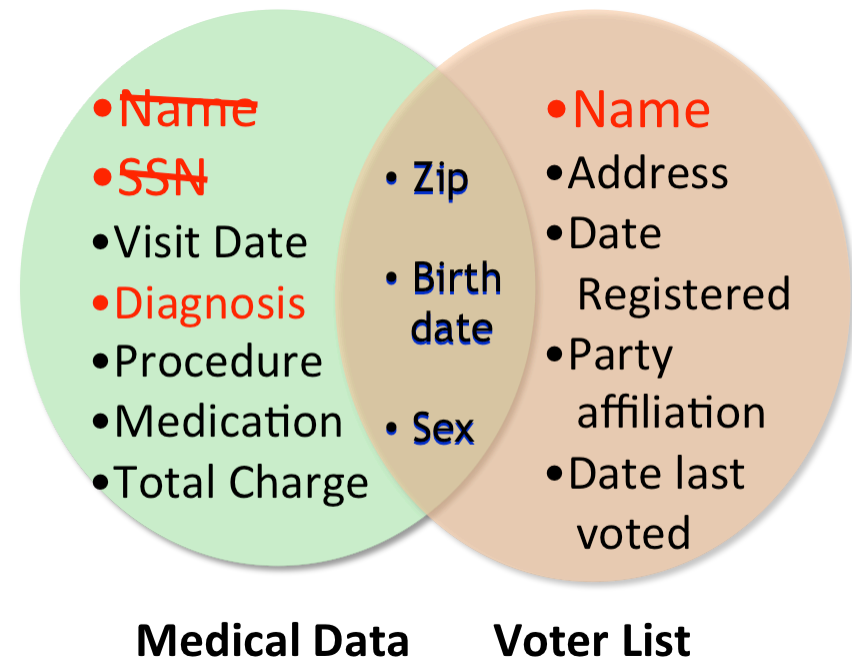 •Name
•SSN
•Visit Date
•Diagnosis
•Procedure
•Medication
•Total Charge
• Zip
• Birth
date
• Sex
•Name
•Address
•Date
Registered
•Party
affiliation
•Date last
voted
Medical Data
Voter List